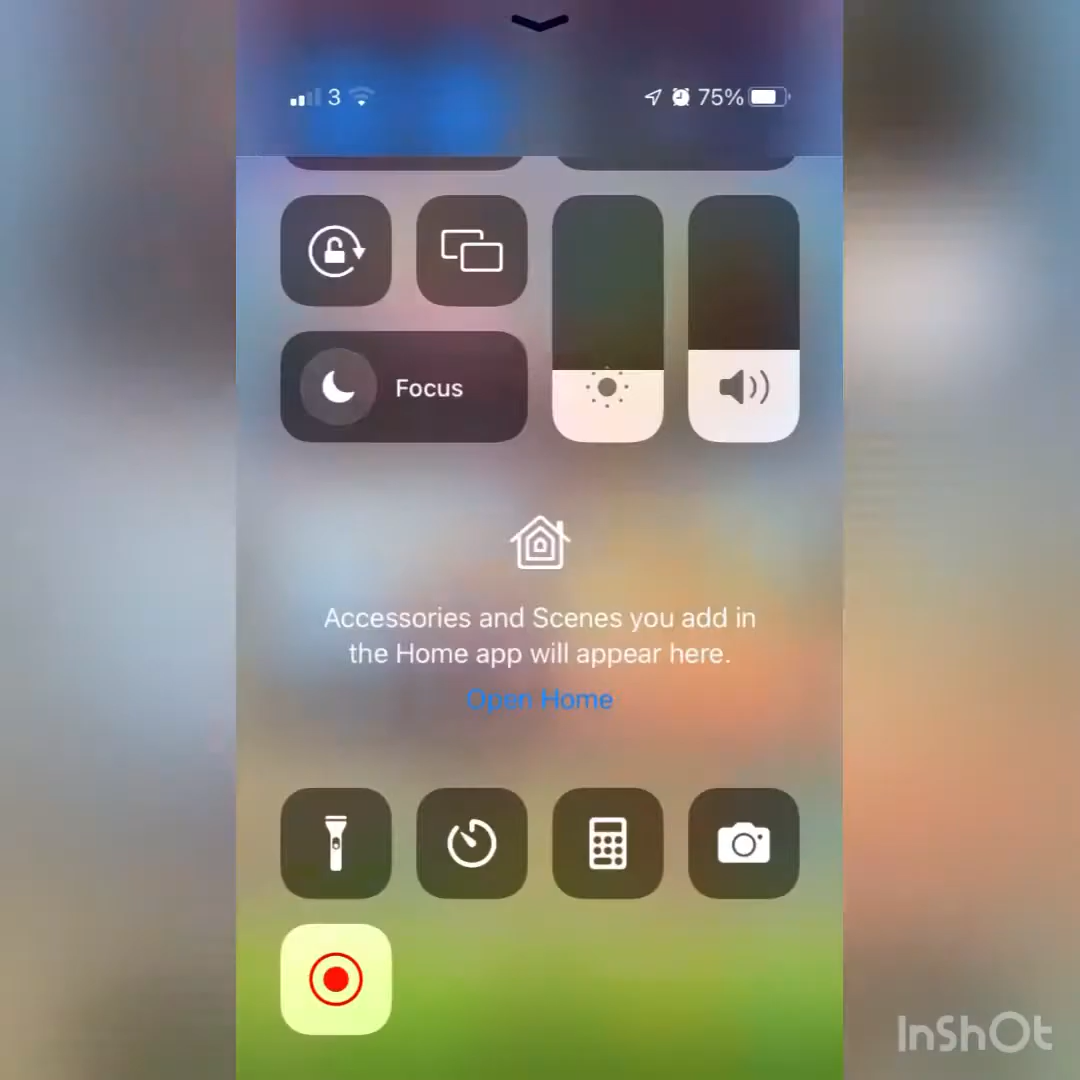 3 75%
Focus
Accessories and Scenes you add in
the Home app will appear here.
Open Home
InShOt